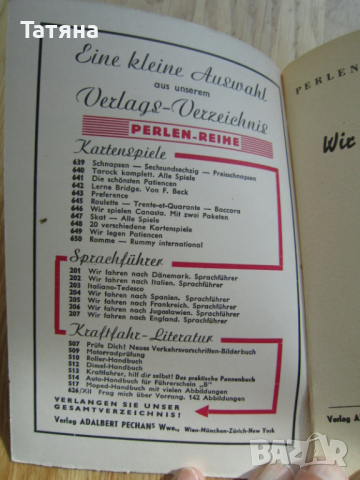 Татяна
Eine kleine Auswahl
aus unserem
Verlags-Verzeichnis
PERLEN-REIHE
Kartenspiele
639 Schnapsen — Sechsundsechzig — Preisschnapsen
640 Tarock komplett. Alle Spiele
641 Die schönsten Patiencen
642 Lerne Bridge. Von F. Beck
643 Preference
645 Roulette — Trente-et-Quarante — Baccara
646 Wir spielen Canasta. Mit zwei Paketen
647 Skat — Alle Spiele
648 20 verschiedene Kartenspiele
649 Wir legen Patiencen
650 Romme — Rummy international
Sprachführer
201 Wir fahren nach Dänemark. Sprachführer
202 Wir fahren nach Italien. Sprachführer
203 Italiano-Tedesco
204 Wir fahren nach Spanien. Sprachführer
205 Wir fahren nach Frankreich. Sprachführer
206 Wir fahren nach Jugoslawien. Sprachführer
207 Wir fahren nach England. Sprachführer
Kraftfahr-Literatur
507 Prüfe Dich! Neues Verkehrsvorschriften-Bilderbuch
509 Motorradprüfung
510 Roller-Handbuch
512 Diesel-Handbuch
513 Kraftfahrer, hilf dir selbst! Das praktische Pannenbuch
514 Auto-Handbuch für Führerschein „B"
517 Moped-Handbuch mit vielen Abbildungen
626/XII Frag mich über Vorrang. 142 Abbildungen
VERLANGEN SIE UNSER
GESAMTVERZEICHNIS!
Verlag ADALBERT PECHANS Wwe., Wien-München-Zürich-New York
PERLEN
Wir
Verlag A
bazar.bg